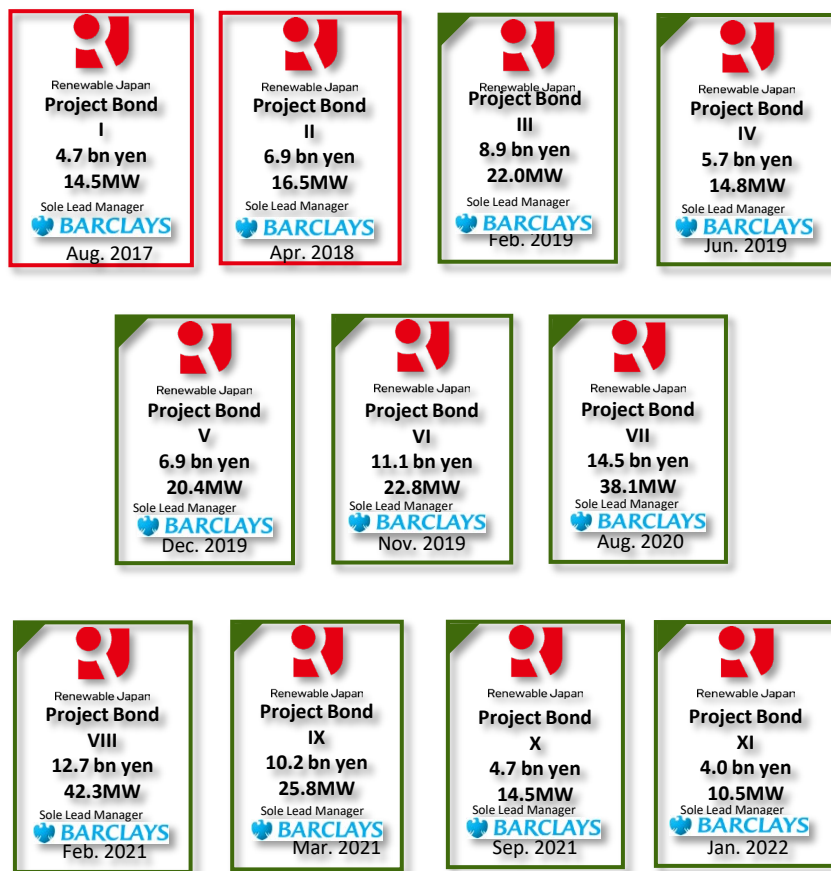 Renewable Japan
Project Bond
I
4.7 bn yen
14.5MW
Sole Lead Manager
BARCLAYS
Aug. 2017
Renewable Japan
Project Bond
II
6.9 bn yen
16.5MW
Sole Lead Manager
BARCLAYS
Apr. 2018
Renewable Japan
Project Bond
III
8.9 bn yen
22.0MW
Sole Lead Manager
BARCLAYS
Feb. 2019
Renewable Japan
Project Bond
IV
5.7 bn yen
14.8MW
Sole Lead Manager
BARCLAYS
Jun. 2019
Renewable Japan
Project Bond
V
6.9 bn yen
20.4MW
Sole Lead Manager
BARCLAYS
Dec. 2019
Renewable Japan
Project Bond
VI
11.1 bn yen
22.8MW
Sole Lead Manager
BARCLAYS
Nov. 2019
Renewable Japan
Project Bond
VII
14.5 bn yen
38.1MW
Sole Lead Manager
BARCLAYS
Aug. 2020
Renewable Japan
Project Bond
VIII
12.7 bn yen
42.3MW
Sole Lead Manager
BARCLAYS
Feb. 2021
Renewable Japan
Project Bond
IX
10.2 bn yen
25.8MW
Sole Lead Manager
BARCLAYS
Mar. 2021
Renewable Japan
Project Bond
X
4.7 bn yen
14.5MW
Sole Lead Manager
BARCLAYS
Sep. 2021
Renewable Japan
Project Bond
XI
4.0 bn yen
10.5MW
Sole Lead Manager
BARCLAYS
Jan. 2022